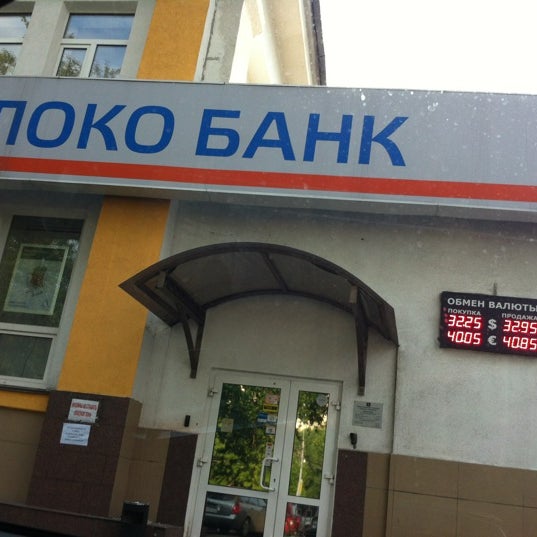 ЛОКО БАНК
ОБМЕН ВАЛЮТЫ
ПОКУПКА ПРОДАЖА
32.25 $ 32.95
40.05 € 40.85